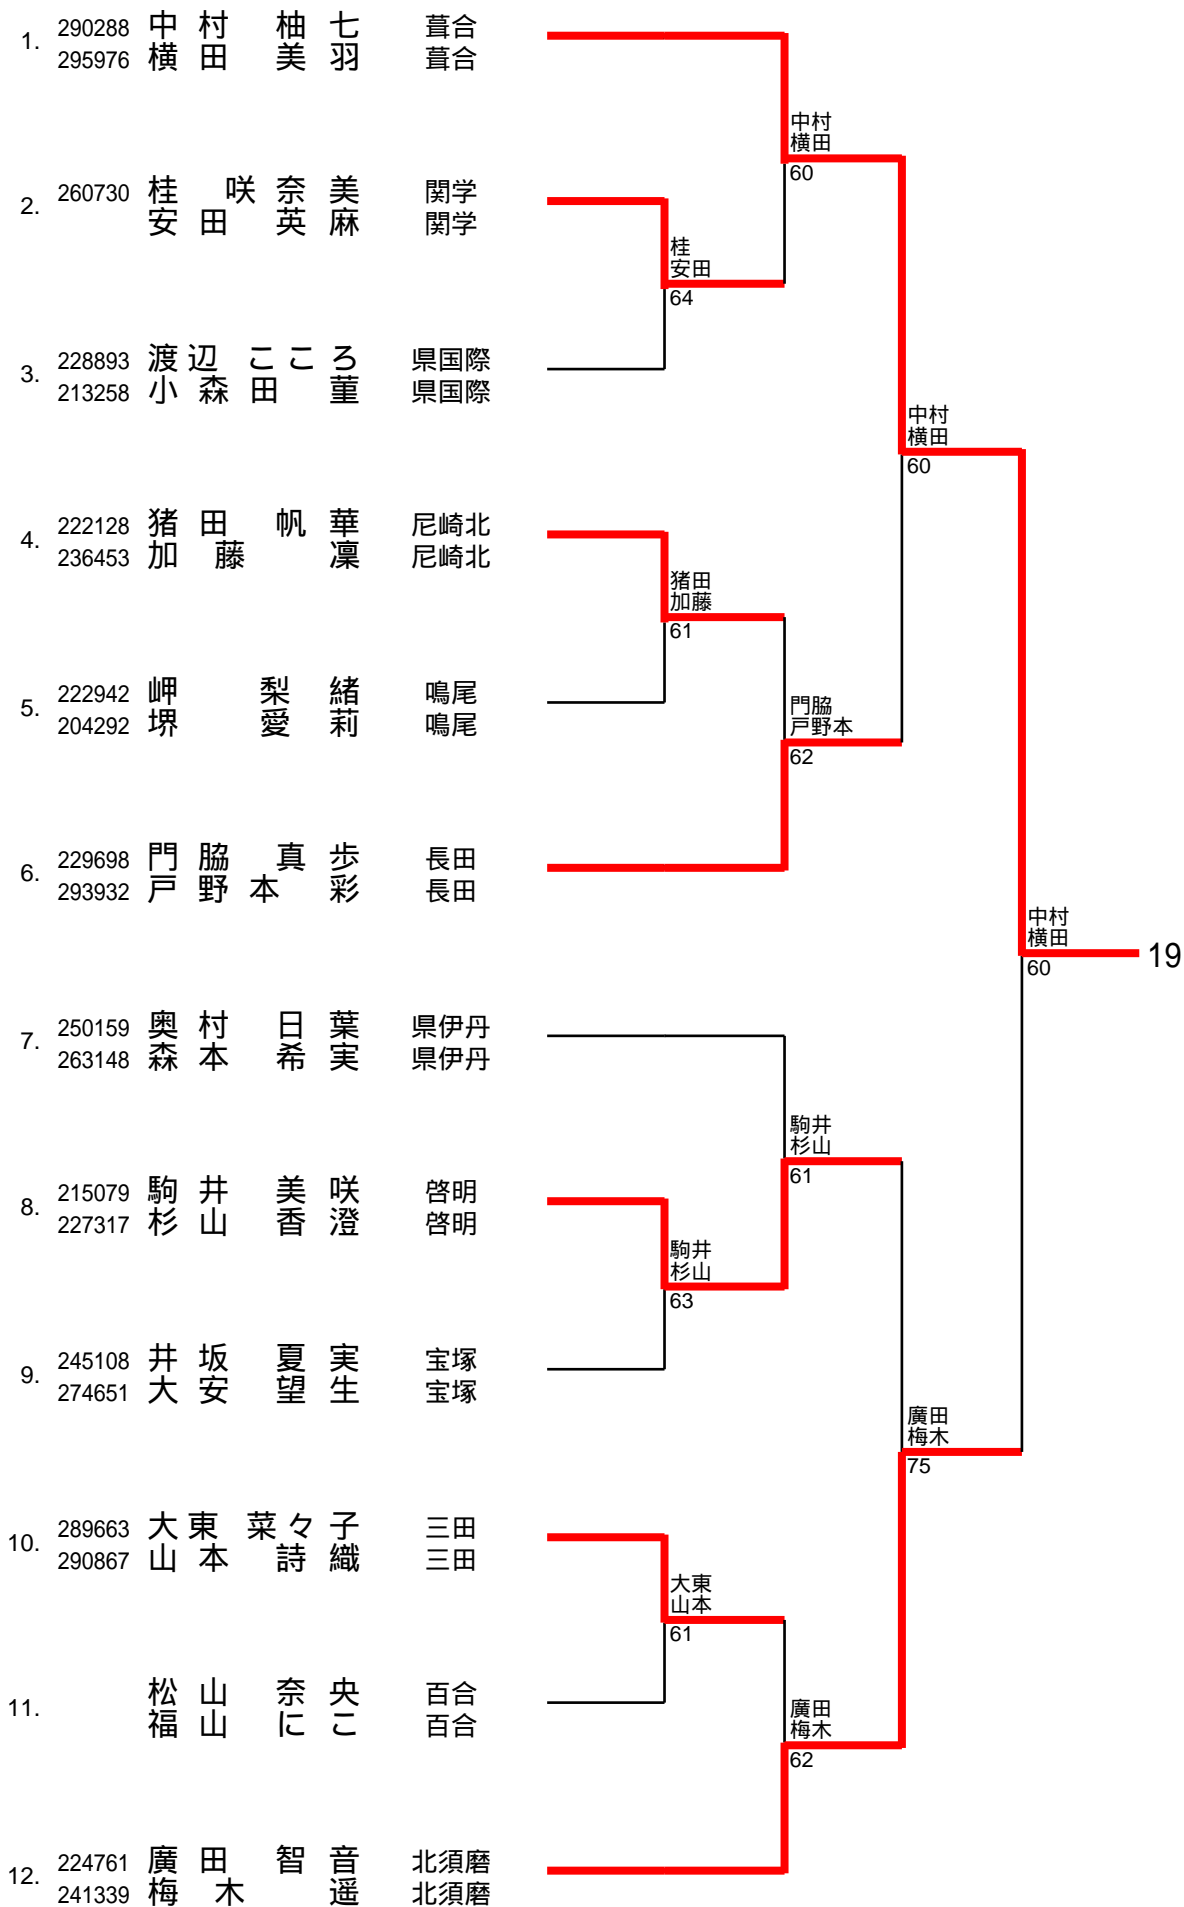 1. 290288 中村 柚七 葺合
295976 横田 美羽 葺合
中村
横田
60
2. 260730 桂 咲奈美 関学
安田 英麻 関学
桂
安田
64
3. 228893 渡辺 こころ 県国際
213258 小森田 菫 県国際
中村
横田
60
4. 222128 猪田 帆華 尼崎北
236453 加藤 凜 尼崎北
猪田
加藤
61
5. 222942 岬 梨緒 鳴尾
204292 堺 愛莉 鳴尾
門脇
戸野本
62
6. 229698 門脇 真歩 長田
293932 戸野本 彩 長田
中村
横田
60
19
7. 250159 奥村 日葉 県伊丹
263148 森本 希実 県伊丹
駒井
杉山
61
8. 215079 駒井 美咲 啓明
227317 杉山 香澄 啓明
駒井
杉山
63
9. 245108 井坂 夏実 宝塚
274651 大安 望生 宝塚
廣田
梅木
75
10. 289663 大東 菜々子 三田
290867 山本 詩織 三田
大東
山本
61
11. 松山 奈央 百合
福山 にこ 百合
廣田
梅木
62
12. 224761 廣田 智音 北須磨
241339 梅木 遥 北須磨